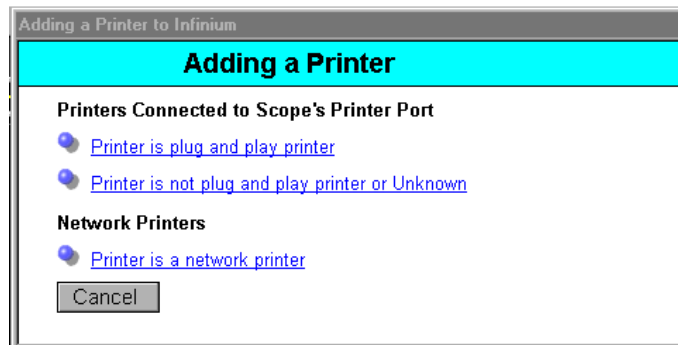 Adding a Printer to Infinium
Adding a Printer
Printers Connected to Scope's Printer Port
Printer is plug and play printer
Printer is not plug and play printer or Unknown
Network Printers
Printer is a network printer
Cancel